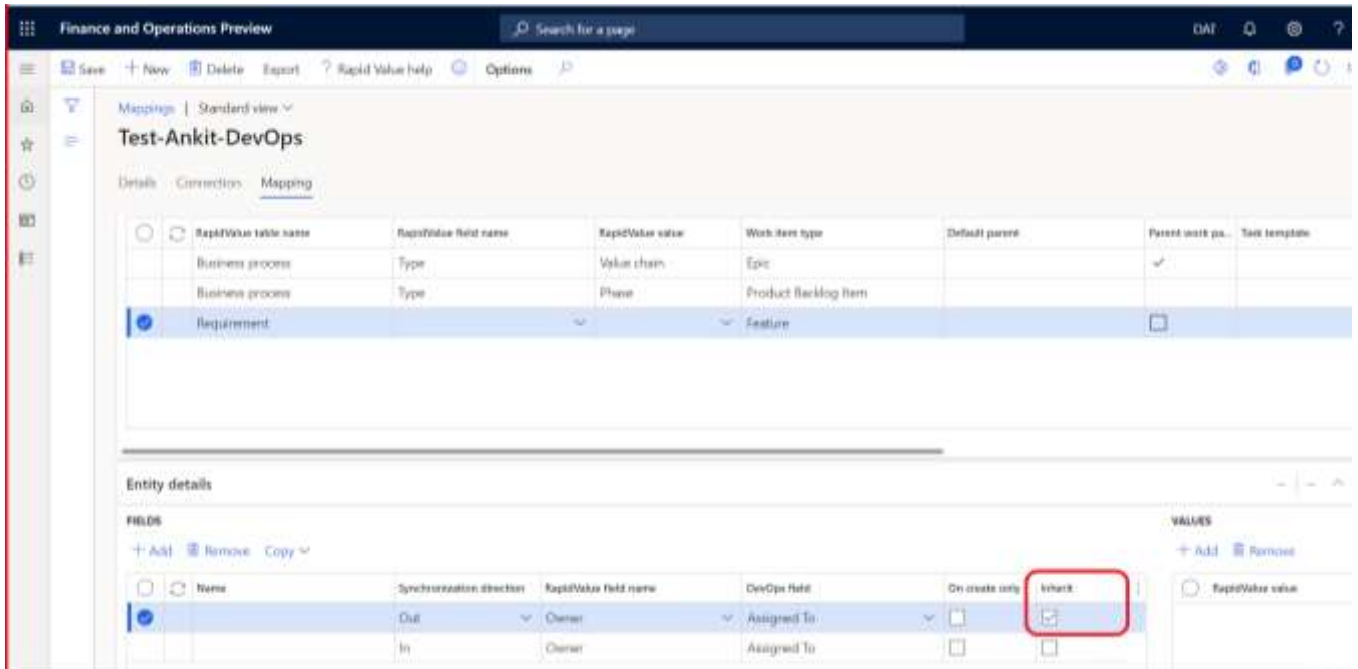 Finance and Operations Preview Search for a page DAT ?
Save + New Delete Export ? Rapid Value help Options
Mappings | Standard view
Test-Ankit-DevOps
Details Connection Mapping
RapidValue table name RapidValue field name RapidValue value Work item type Default parent Parent work pa... Task template
Business process Type Value chain Epic
Business process Type Phase Product Backlog Item
Requirement Feature
Entity details
FIELDS VALUES
+ Add Remove Copy + Add Remove
Name Synchronization direction RapidValue field name DevOps field On create only Inherit RapidValue value
Out Owner Assigned To
In Owner Assigned To